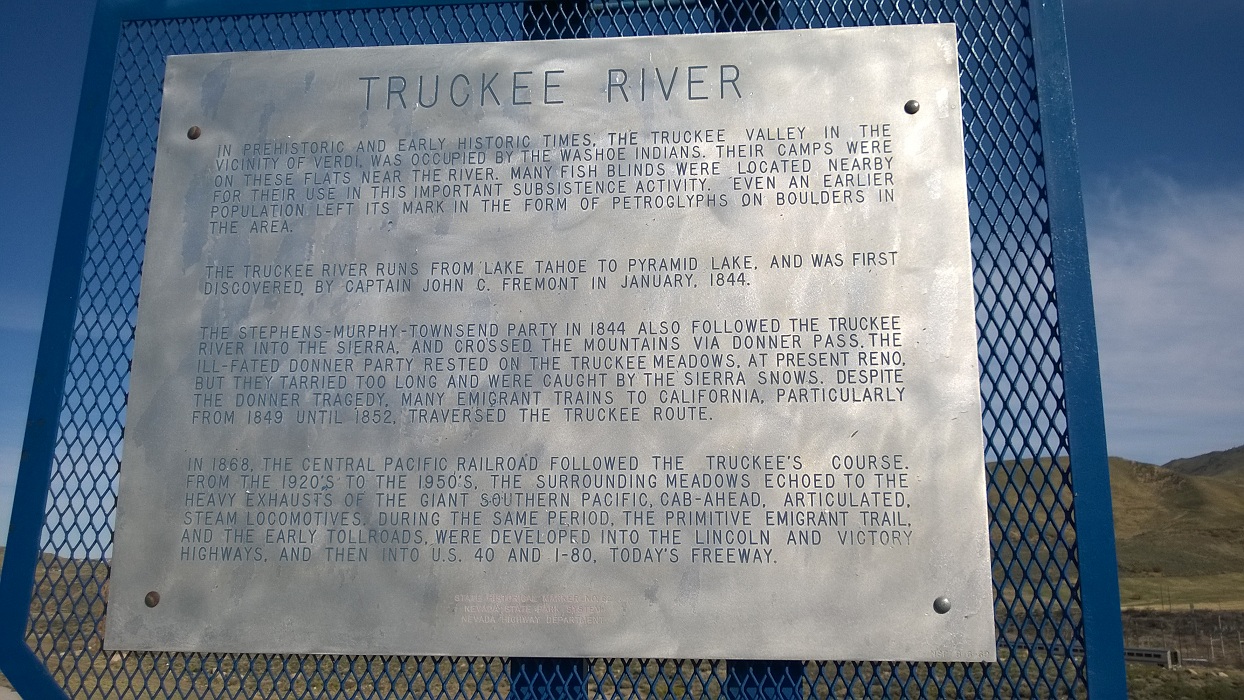 TRUCKEE RIVER
IN PREHISTORIC AND EARLY HISTORIC TIMES, THE TRUCKEE VALLEY IN THE
VICINITY OF VERDI, WAS OCCUPIED BY THE WASHOE INDIANS. THEIR CAMPS WERE
ON THESE FLATS NEAR THE RIVER. MANY FISH BLINDS WERE LOCATED NEARBY
FOR THEIR USE IN THIS IMPORTANT SUBSISTENCE ACTIVITY. EVEN AN EARLIER
POPULATION LEFT ITS MARK IN THE FORM OF PETROGLYPHS ON BOULDERS IN
THE AREA.
THE TRUCKEE RIVER RUNS FROM LAKE TAHOE TO PYRAMID LAKE, AND WAS FIRST
DISCOVERED BY CAPTAIN JOHN C. FREMONT IN JANUARY, 1844.
THE STEPHENS-MURPHY-TOWNSEND PARTY IN 1844 ALSO FOLLOWED THE TRUCKEE
RIVER INTO THE SIERRA, AND CROSSED THE MOUNTAINS VIA DONNER PASS. THE
ILL-FATED DONNER PARTY RESTED ON THE TRUCKEE MEADOWS, AT PRESENT RENO,
BUT THEY TARRIED TOO LONG AND WERE CAUGHT BY THE SIERRA SNOWS. DESPITE
THE DONNER TRAGEDY, MANY EMIGRANT TRAINS TO CALIFORNIA, PARTICULARLY
FROM 1849 UNTIL 1852, TRAVERSED THE TRUCKEE ROUTE.
IN 1868, THE CENTRAL PACIFIC RAILROAD FOLLOWED THE TRUCKEE'S COURSE.
FROM THE 1920'S TO THE 1950'S, THE SURROUNDING MEADOWS ECHOED TO THE
HEAVY EXHAUSTS OF THE GIANT SOUTHERN PACIFIC, CAB-AHEAD, ARTICULATED,
STEAM LOCOMOTIVES. DURING THE SAME PERIOD, THE PRIMITIVE EMIGRANT TRAIL,
AND THE EARLY TOLLROADS, WERE DEVELOPED INTO THE LINCOLN AND VICTORY
HIGHWAYS, AND THEN INTO U.S. 40 AND I-80, TODAY'S FREEWAY.
NEVADA STATE PARK
NEVADA HIGHWAY DEPARTMENT